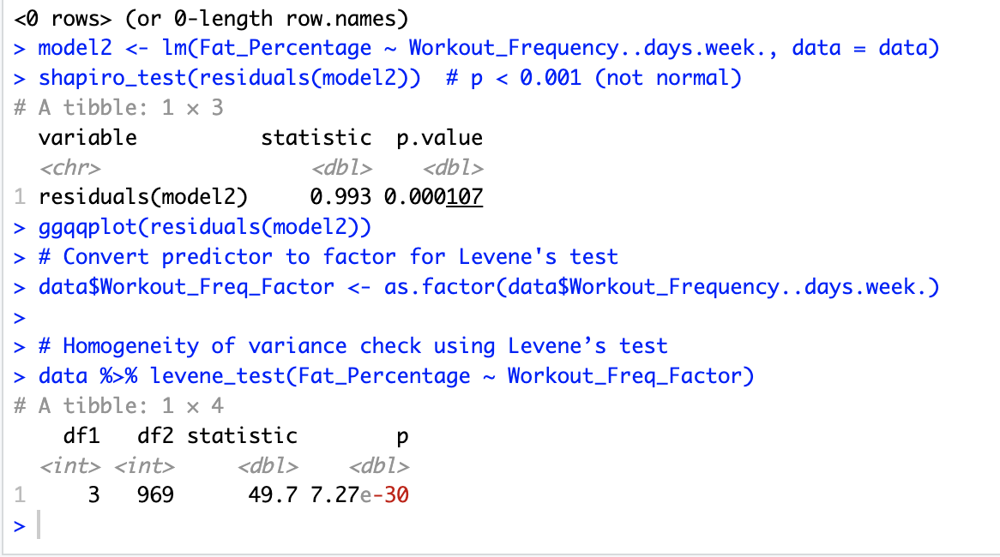 <0 rows> (or 0-length row.names)
> model2 <- lm(Fat_Percentage ~ Workout_Frequency..days.week., data = data)
> shapiro_test(residuals(model2))  # p < 0.001 (not normal)
# A tibble: 1 × 3
  variable          statistic  p.value
  <chr>                 <dbl>    <dbl>
1 residuals(model2)     0.993 0.000107
> ggqqplot(residuals(model2))
> # Convert predictor to factor for Levene's test
> data$Workout_Freq_Factor <- as.factor(data$Workout_Frequency..days.week.)
>
> # Homogeneity of variance check using Levene’s test
> data %>% levene_test(Fat_Percentage ~ Workout_Freq_Factor)
# A tibble: 1 × 4
    df1   df2 statistic        p
  <int> <int>     <dbl>    <dbl>
1     3   969      49.7 7.27e-30
>